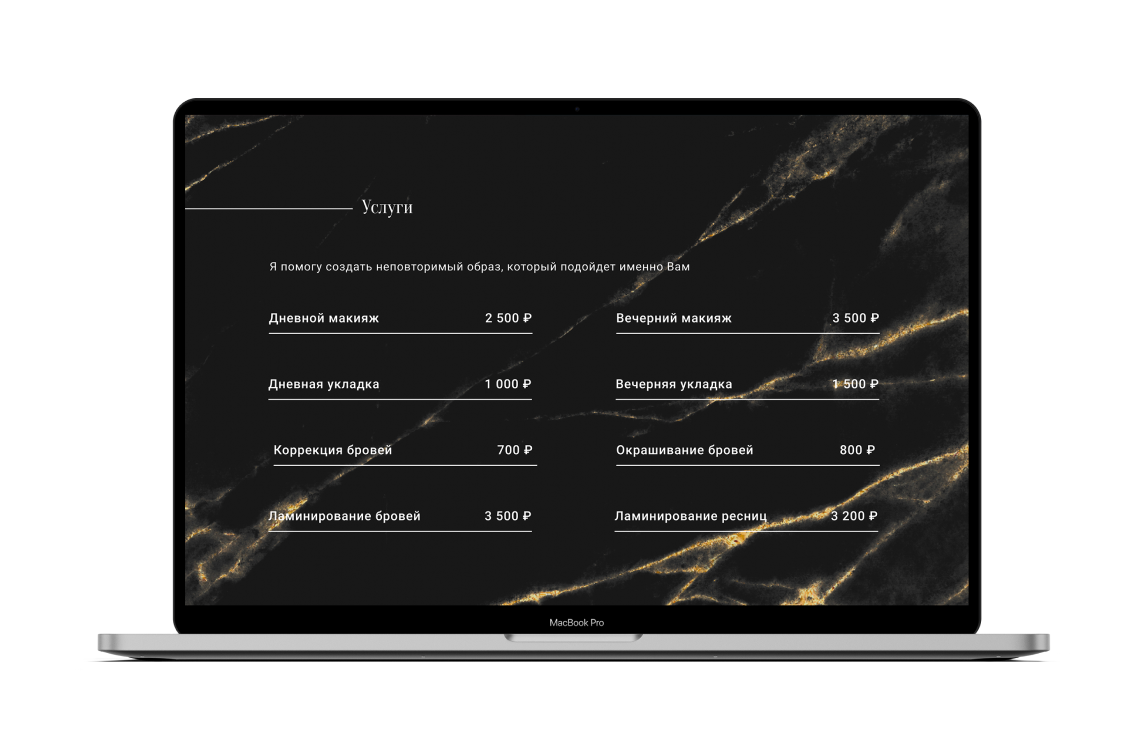 Услуги
Я помогу создать неповторимый образ, который подойдет именно Вам
Дневной макияж 2 500 ₽
Вечерний макияж 3 500 ₽
Дневная укладка 1 000 ₽
Вечерняя укладка 1 500 ₽
Коррекция бровей 700 ₽
Окрашивание бровей 800 ₽
Ламинирование бровей 3 500 ₽
Ламинирование ресниц 3 200 ₽
MacBook Pro